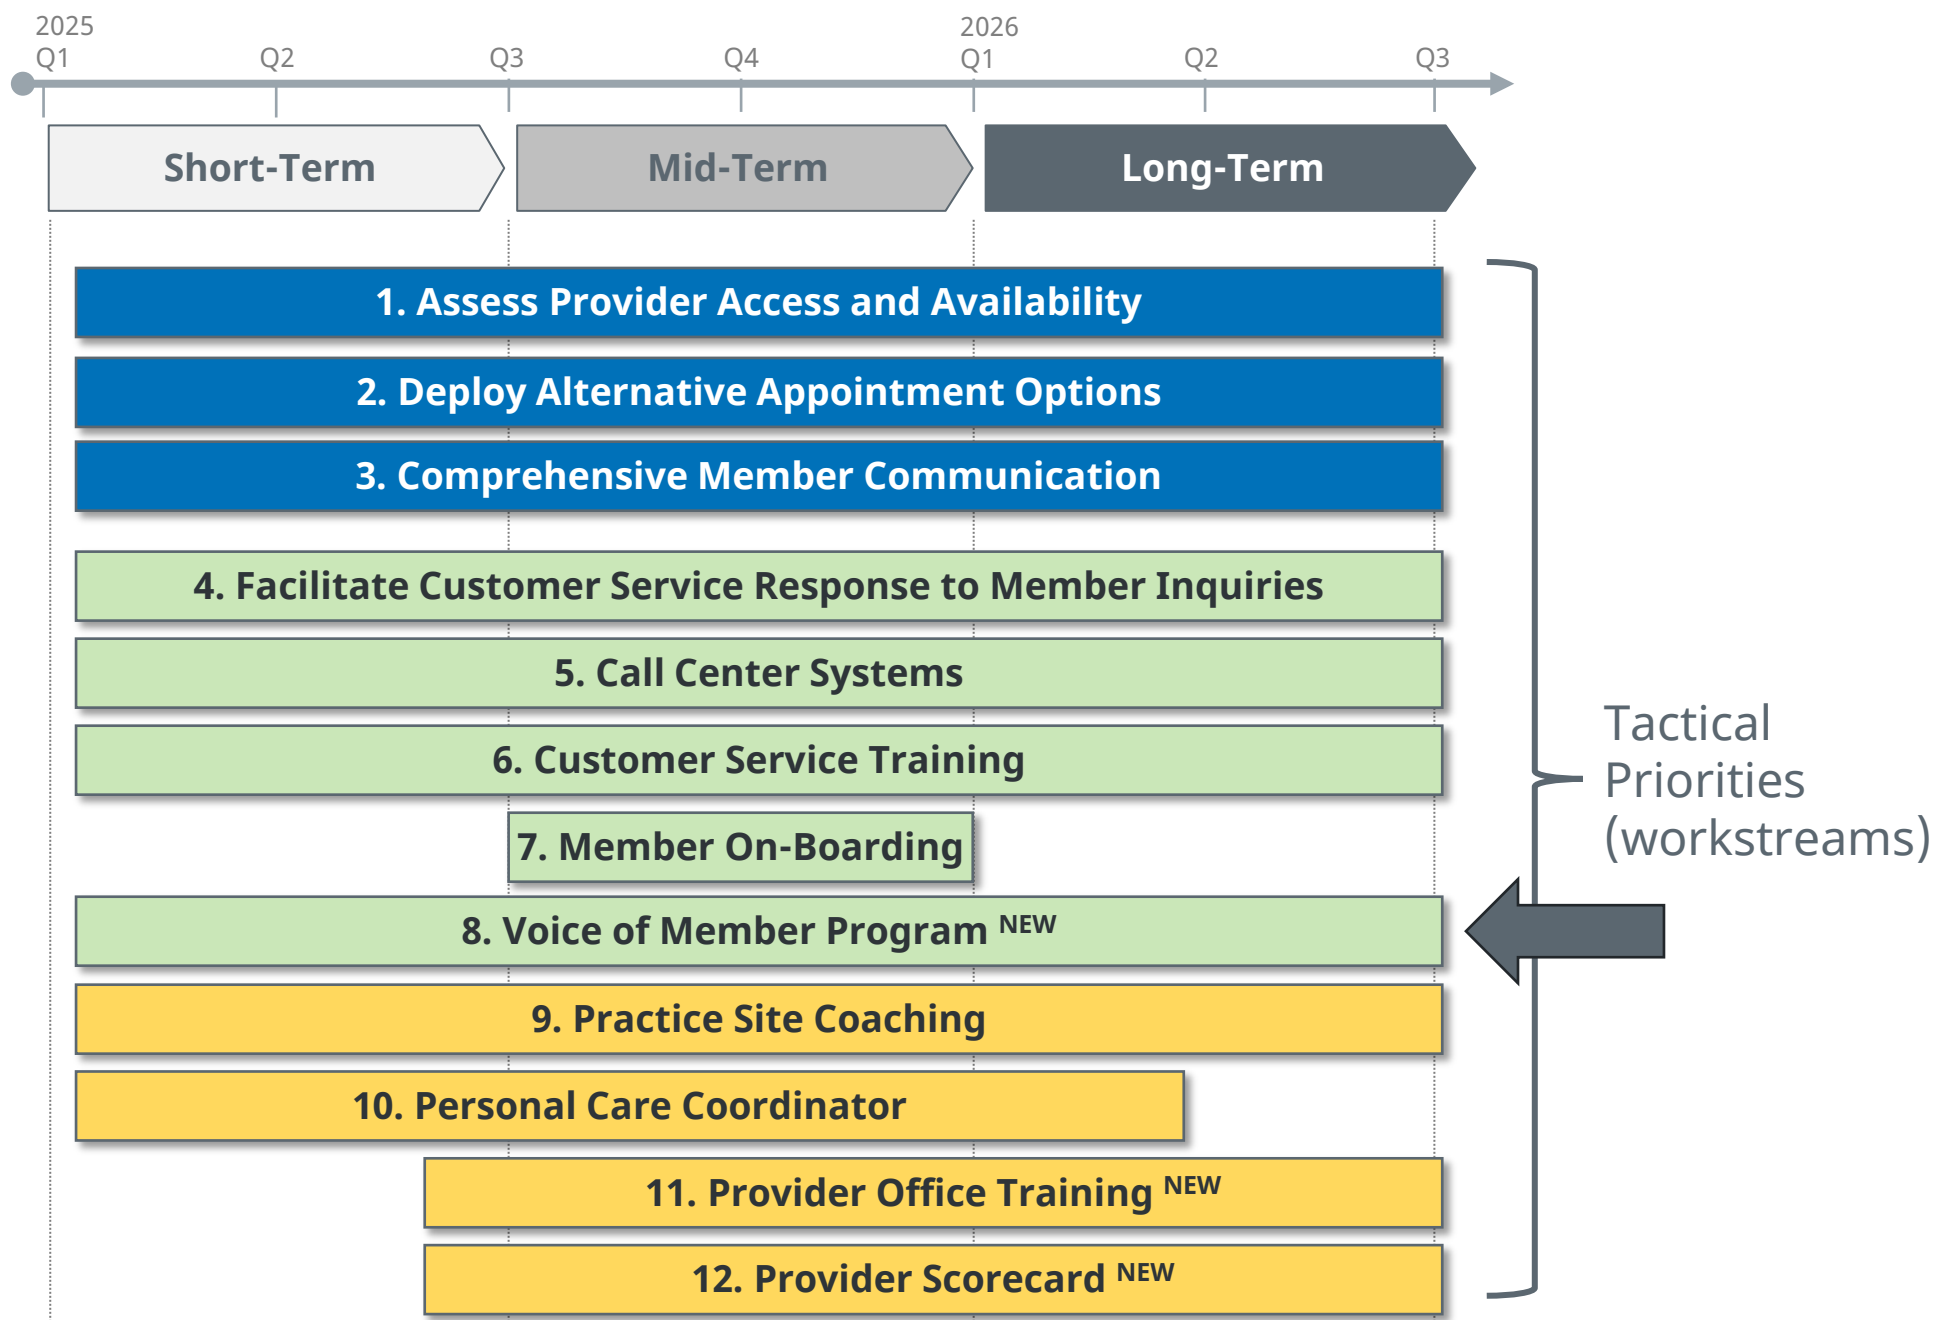 2025
Q1 Q2 Q3 Q4 2026 Q1 Q2 Q3
Short-Term Mid-Term Long-Term
1. Assess Provider Access and Availability
2. Deploy Alternative Appointment Options
3. Comprehensive Member Communication
4. Facilitate Customer Service Response to Member Inquiries
5. Call Center Systems
6. Customer Service Training
7. Member On-Boarding
8. Voice of Member Program NEW
9. Practice Site Coaching
10. Personal Care Coordinator
11. Provider Office Training NEW
12. Provider Scorecard NEW
Tactical
Priorities
(workstreams)